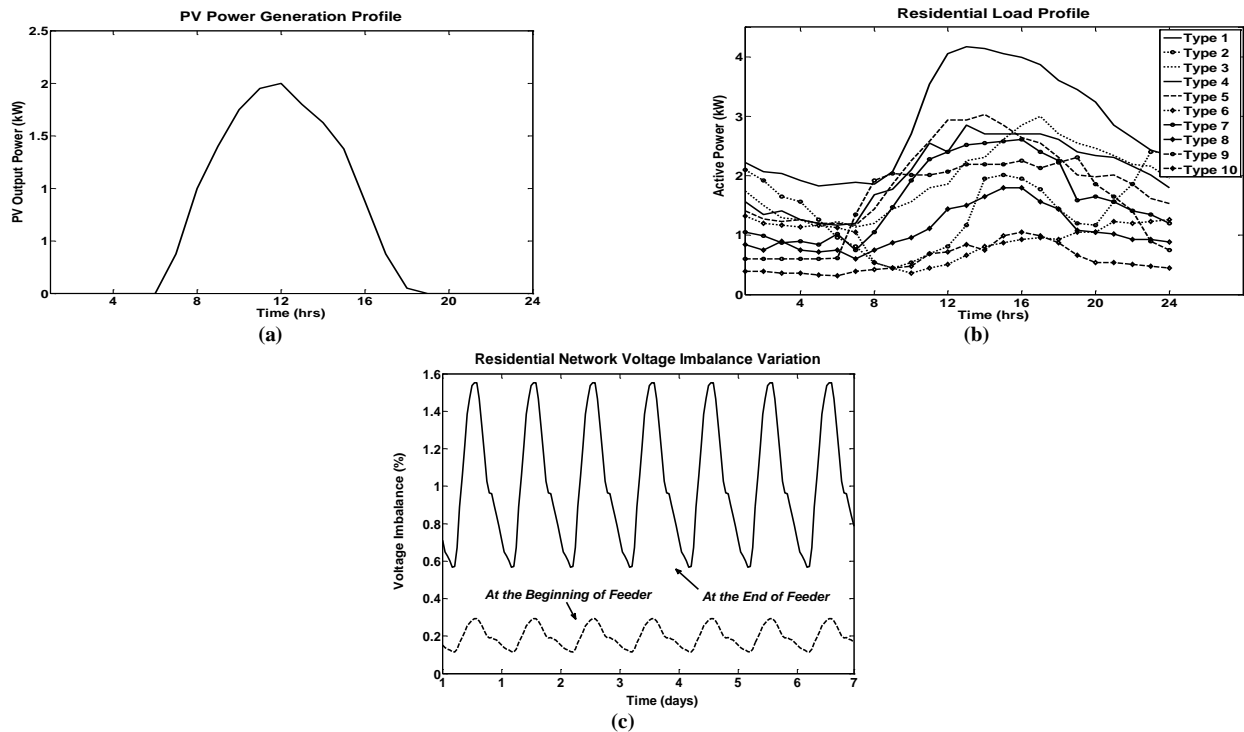 PV Power Generation Profile
PV Output Power (kW)
2.5
2
1.5
1
1
0
4 8 12 16 20 24
Time (hrs)
(a)
Residential Load Profile
Active Power (kW)
4
3
2
1
0
4 8 12 16 20 24
Time (hrs)
Type 1
Type 2
Type 3
Type 4
Type 5
Type 6
Type 7
Type 8
Type 9
Type 10
(b)
Residential Network Voltage Imbalance Variation
Voltage Imbalance (%)
1.6
1.4
1.2
1
0.8
0.6
0.4
0.2
0
At the Beginning of Feeder
At the End of Feeder
1 1 2 3 4 5 6 7
Time (days)
(c)